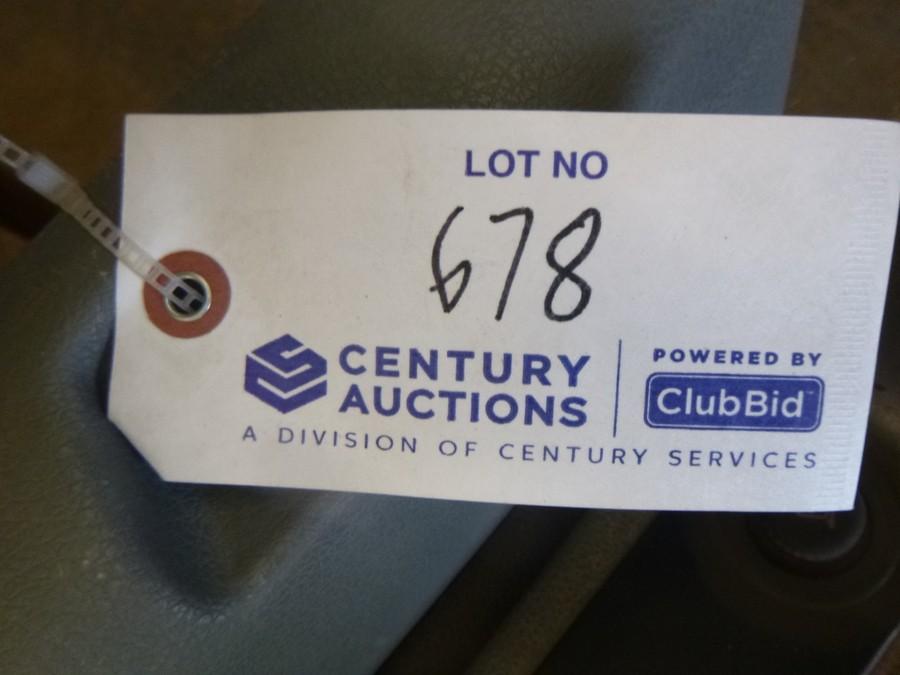 LOT NO
678
CENTURY AUCTIONS
POWERED BY
ClubBid
A DIVISION OF CENTURY SERVICES